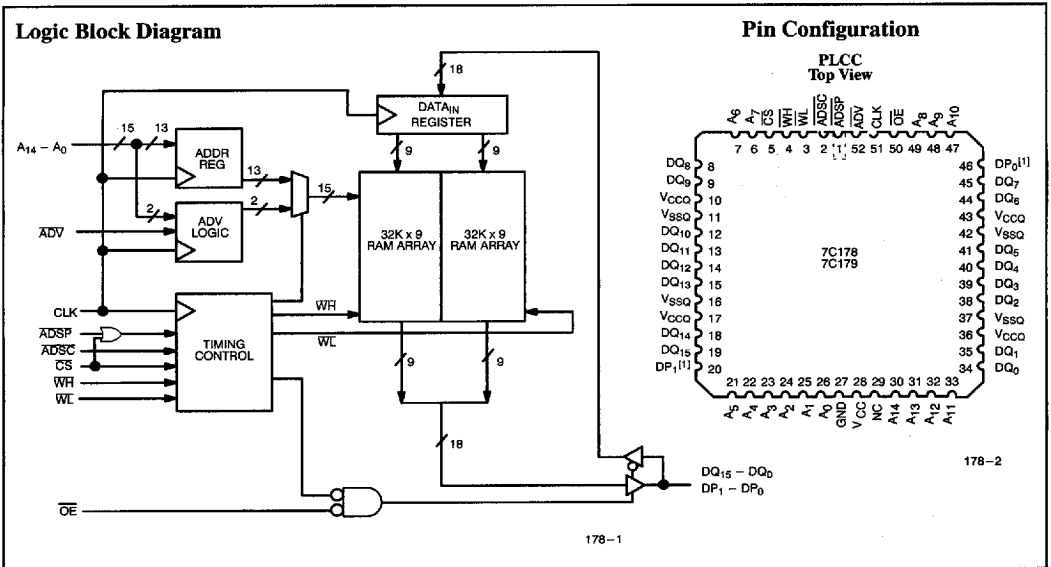 Logic Block Diagram
18
DATAIN
REGISTER
9
9
15
13
A14 – A0
ADDR
REG
13
15
2
ADV
LOGIC
2
ADV
32K x 9
RAM ARRAY
32K x 9
RAM ARRAY
CLK
ADSP
ADSC
CS
WH
WL
TIMING
CONTROL
WH
WL
9
9
18
OE
DQ15 – DQ0
DP1 – DP0
178–1
Pin Configuration
PLCC
Top View
A6 A7 CS WH WL ADSC ADSP ADV CLK OE A8 A9 A10
7 6 5 4 3 2 1 52 51 50 49 48 47
DQ8 8
DQ9 9
VCCQ 10
VSSQ 11
DQ10 12
DQ11 13
DQ12 14
DQ13 15
VSSQ 16
VCCQ 17
DQ14 18
DQ15 19
DP1[1] 20
7C178
7C179
46 DP0[1]
45 DQ7
44 DQ6
43 VCCQ
42 VSSQ
41 DQ5
40 DQ4
39 DQ3
38 DQ2
37 VSSQ
36 VCCQ
35 DQ1
34 DQ0
21 22 23 24 25 26 27 28 29 30 31 32 33
A5 A4 A3 A2 A1 A0 GND VCC NC A14 A13 A12 A11
178–2